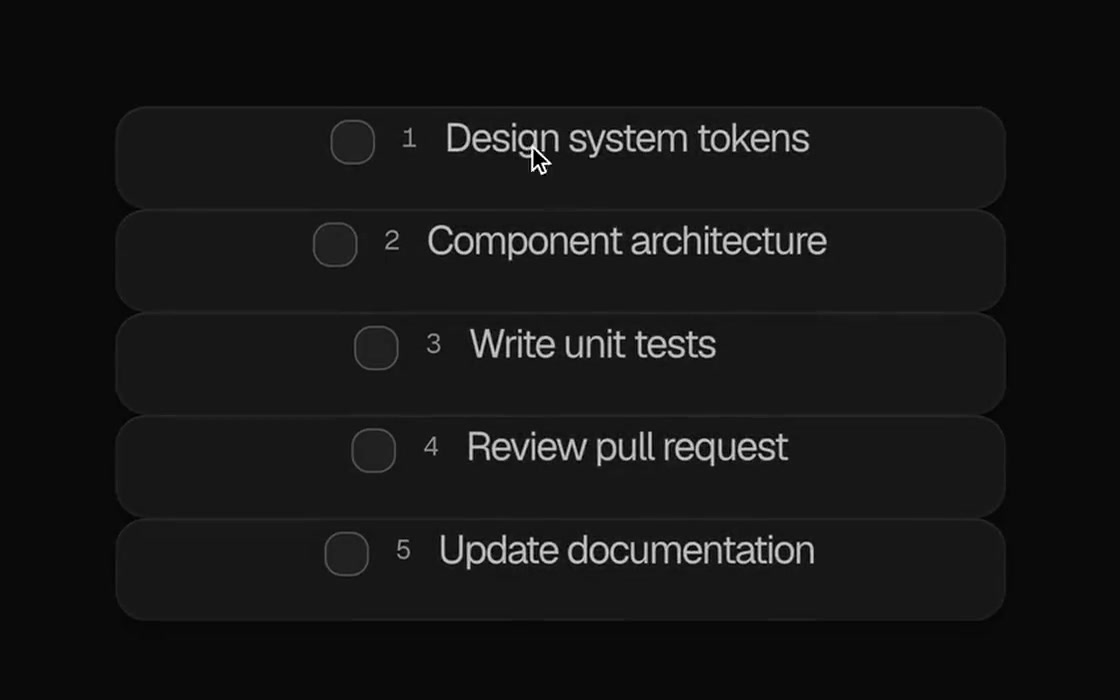 1 Design system tokens
2 Component architecture
3 Write unit tests
4 Review pull request
5 Update documentation